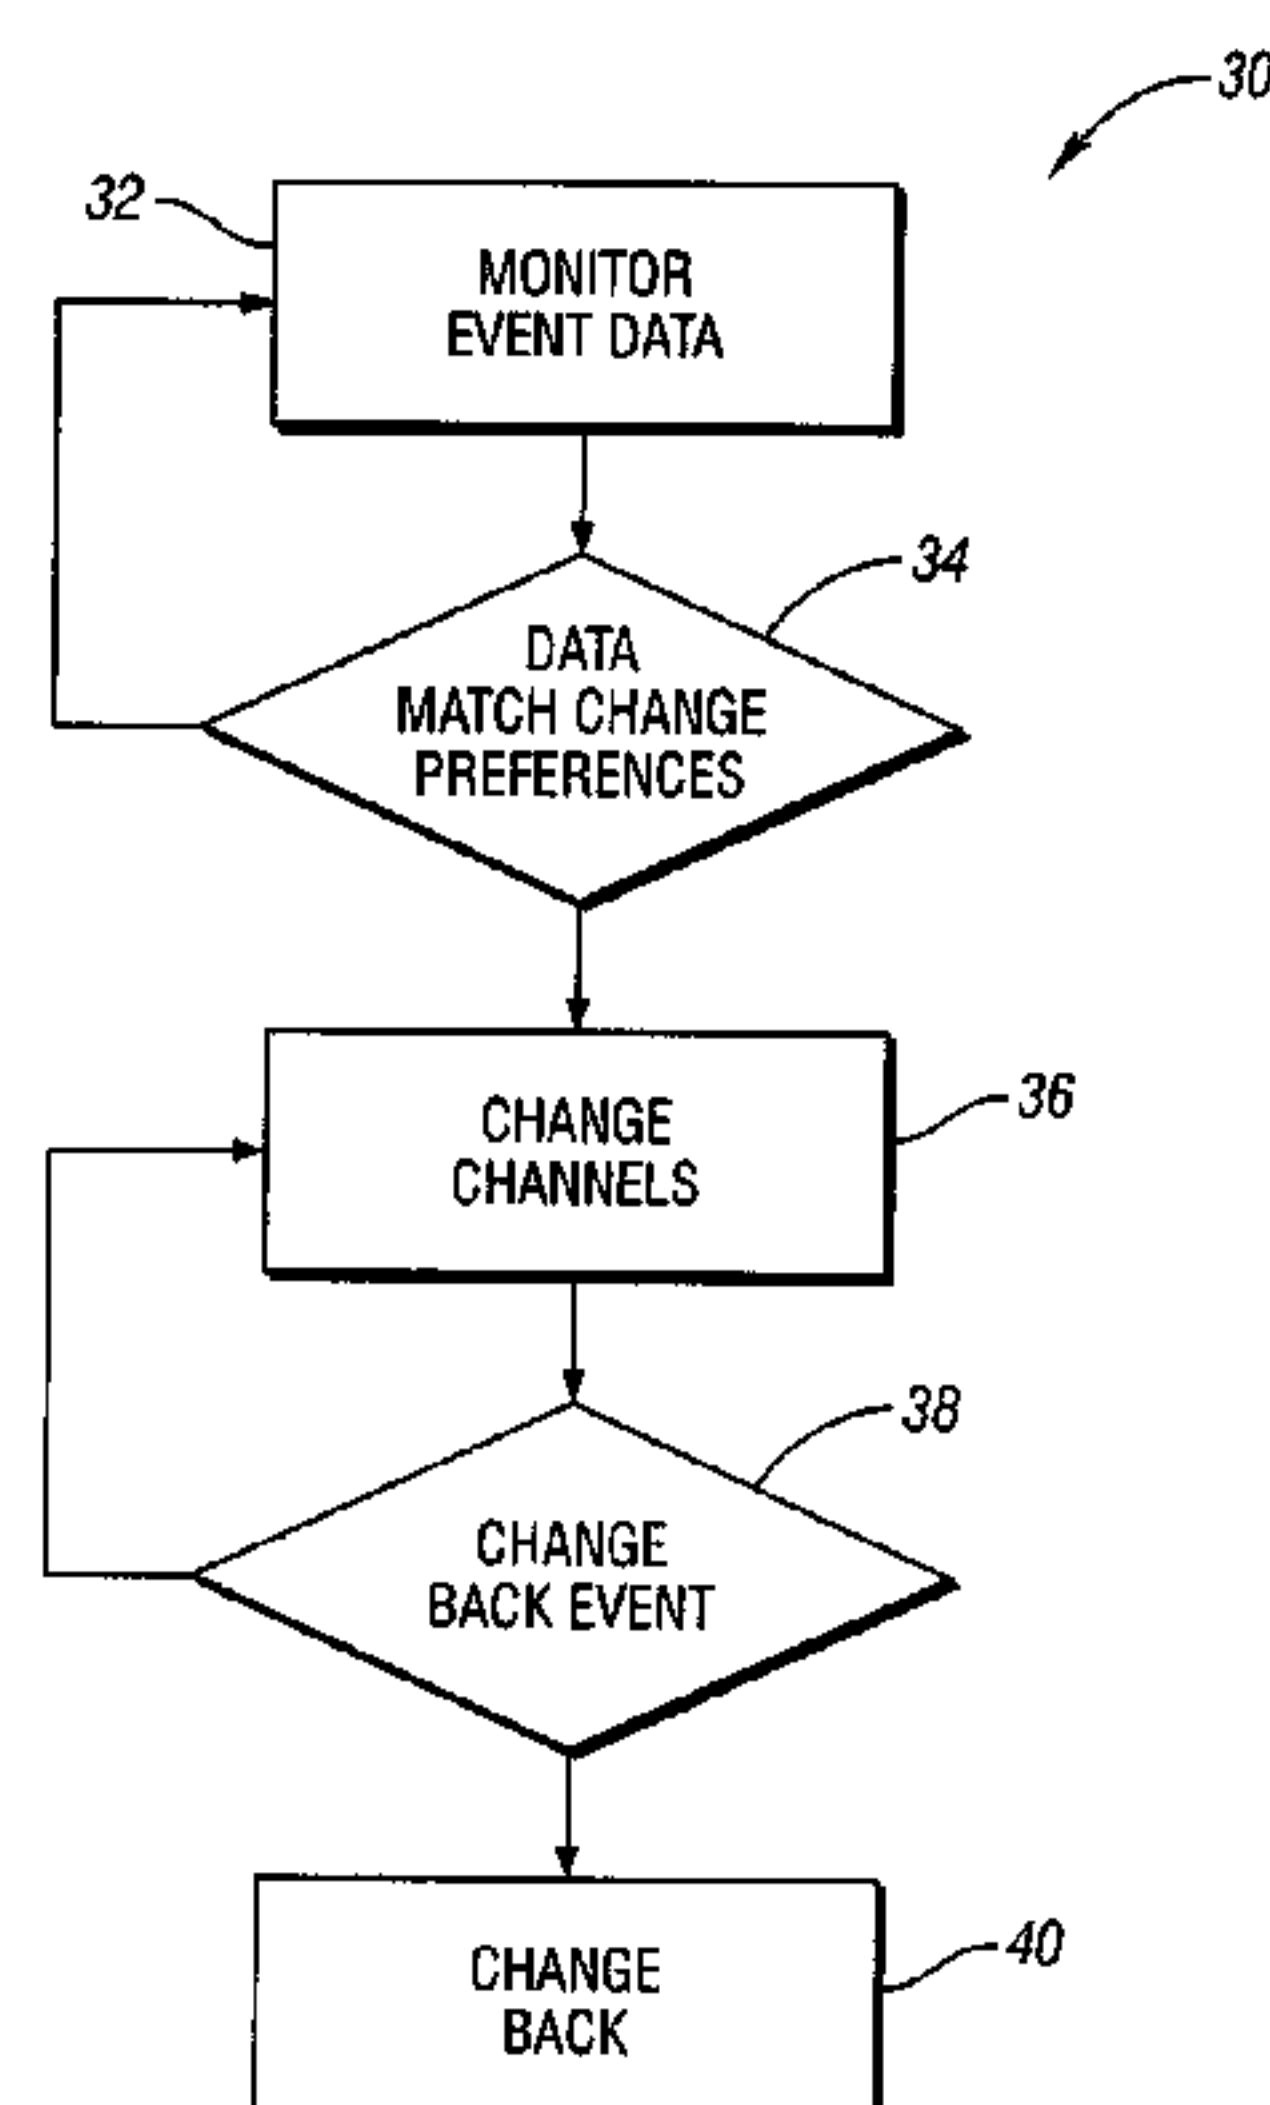 30
32
MONITOR
EVENT DATA
34
DATA
MATCH CHANGE
PREFERENCES
36
CHANGE
CHANNELS
38
CHANGE
BACK EVENT
40
CHANGE
BACK